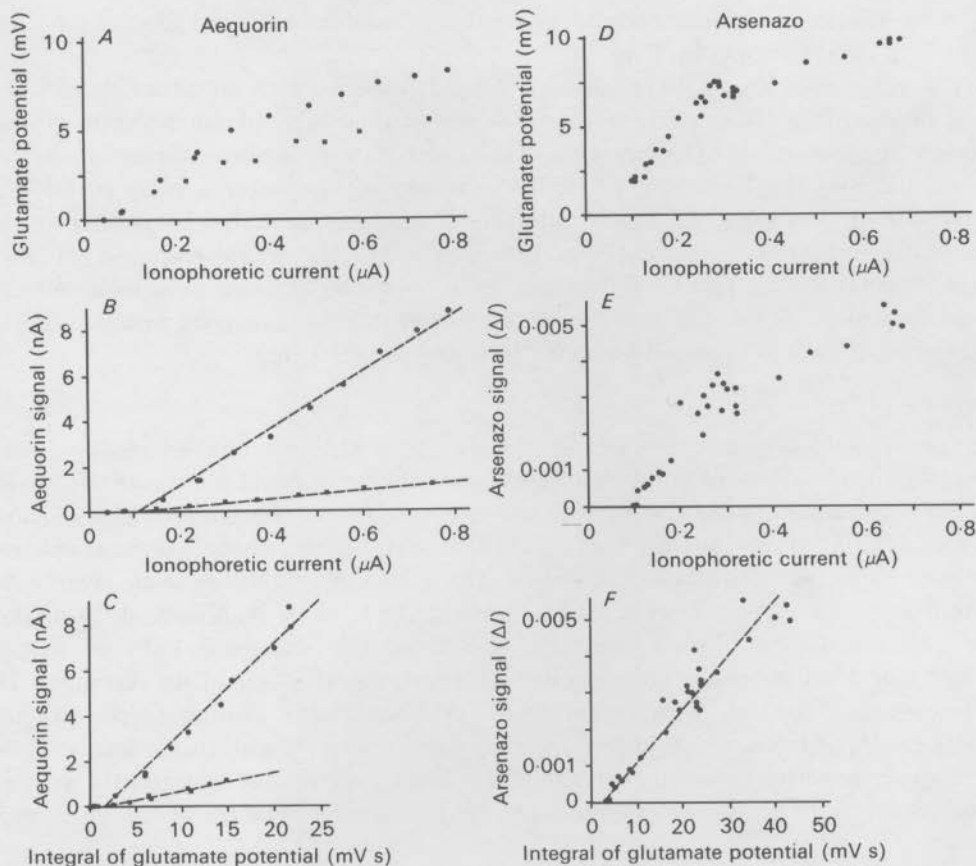 Aequorin
A
Glutamate potential (mV)
10
5
0
0 0·2 0·4 0·6 0·8
Ionophoretic current (μA)
Arsenazo
D
Glutamate potential (mV)
10
5
0
0 0·2 0·4 0·6 0·8
Ionophoretic current (μA)
B
Aequorin signal (nA)
8
6
4
2
0
0 0·2 0·4 0·6 0·8
Ionophoretic current (μA)
E
Arsenazo signal (ΔI)
0·005
0·001
0
0 0·2 0·4 0·6 0·8
Ionophoretic current (μA)
C
Aequorin signal (nA)
8
6
4
2
0
0 5 10 15 20 25
Integral of glutamate potential (mV s)
F
Arsenazo signal (ΔI)
0·005
0·001
0
0 10 20 30 40 50
Integral of glutamate potential (mV s)